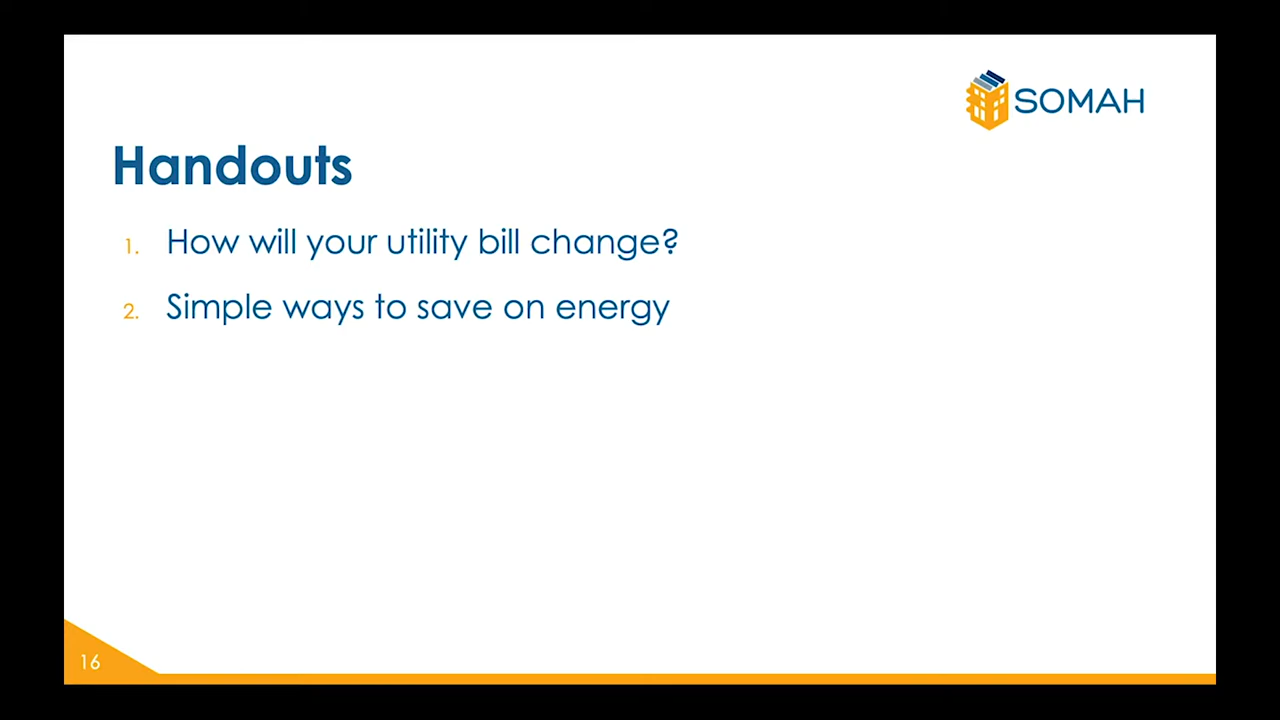 SOMAH
Handouts
1. How will your utility bill change?
2. Simple ways to save on energy
16